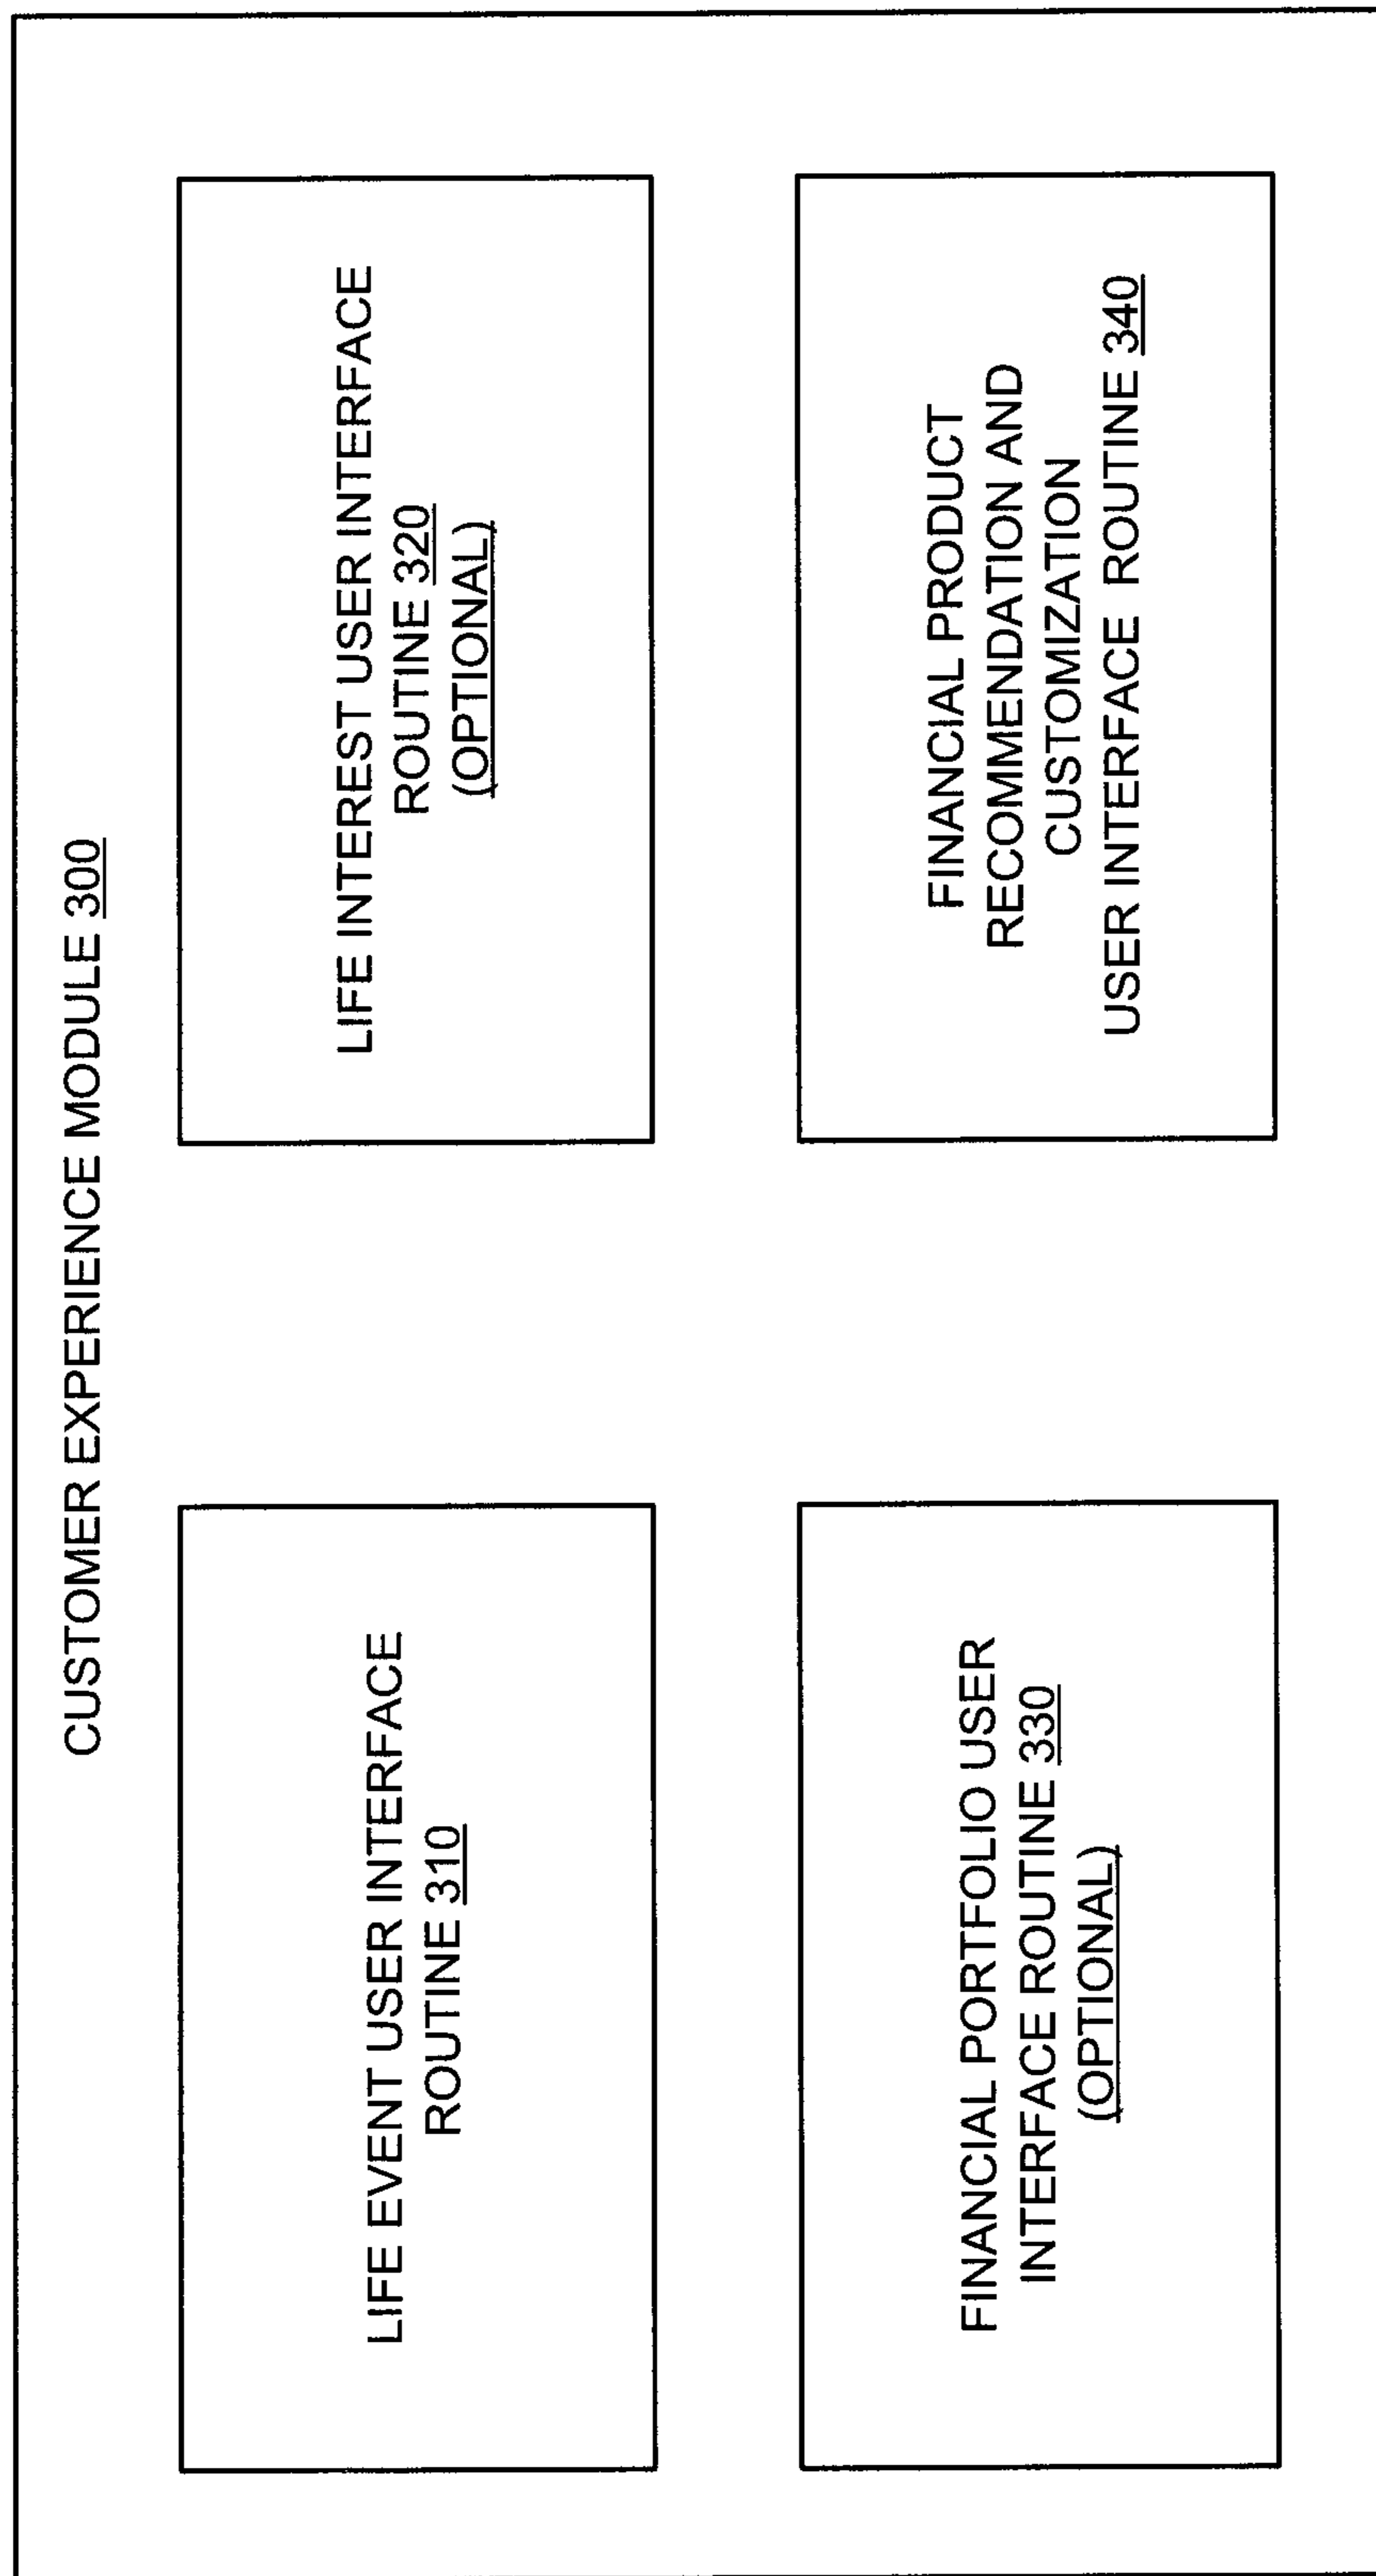 CUSTOMER EXPERIENCE MODULE 300
LIFE EVENT USER INTERFACE
ROUTINE 310
LIFE INTEREST USER INTERFACE
ROUTINE 320
(OPTIONAL)
FINANCIAL PORTFOLIO USER
INTERFACE ROUTINE 330
(OPTIONAL)
FINANCIAL PRODUCT
RECOMMENDATION AND
CUSTOMIZATION
USER INTERFACE ROUTINE 340